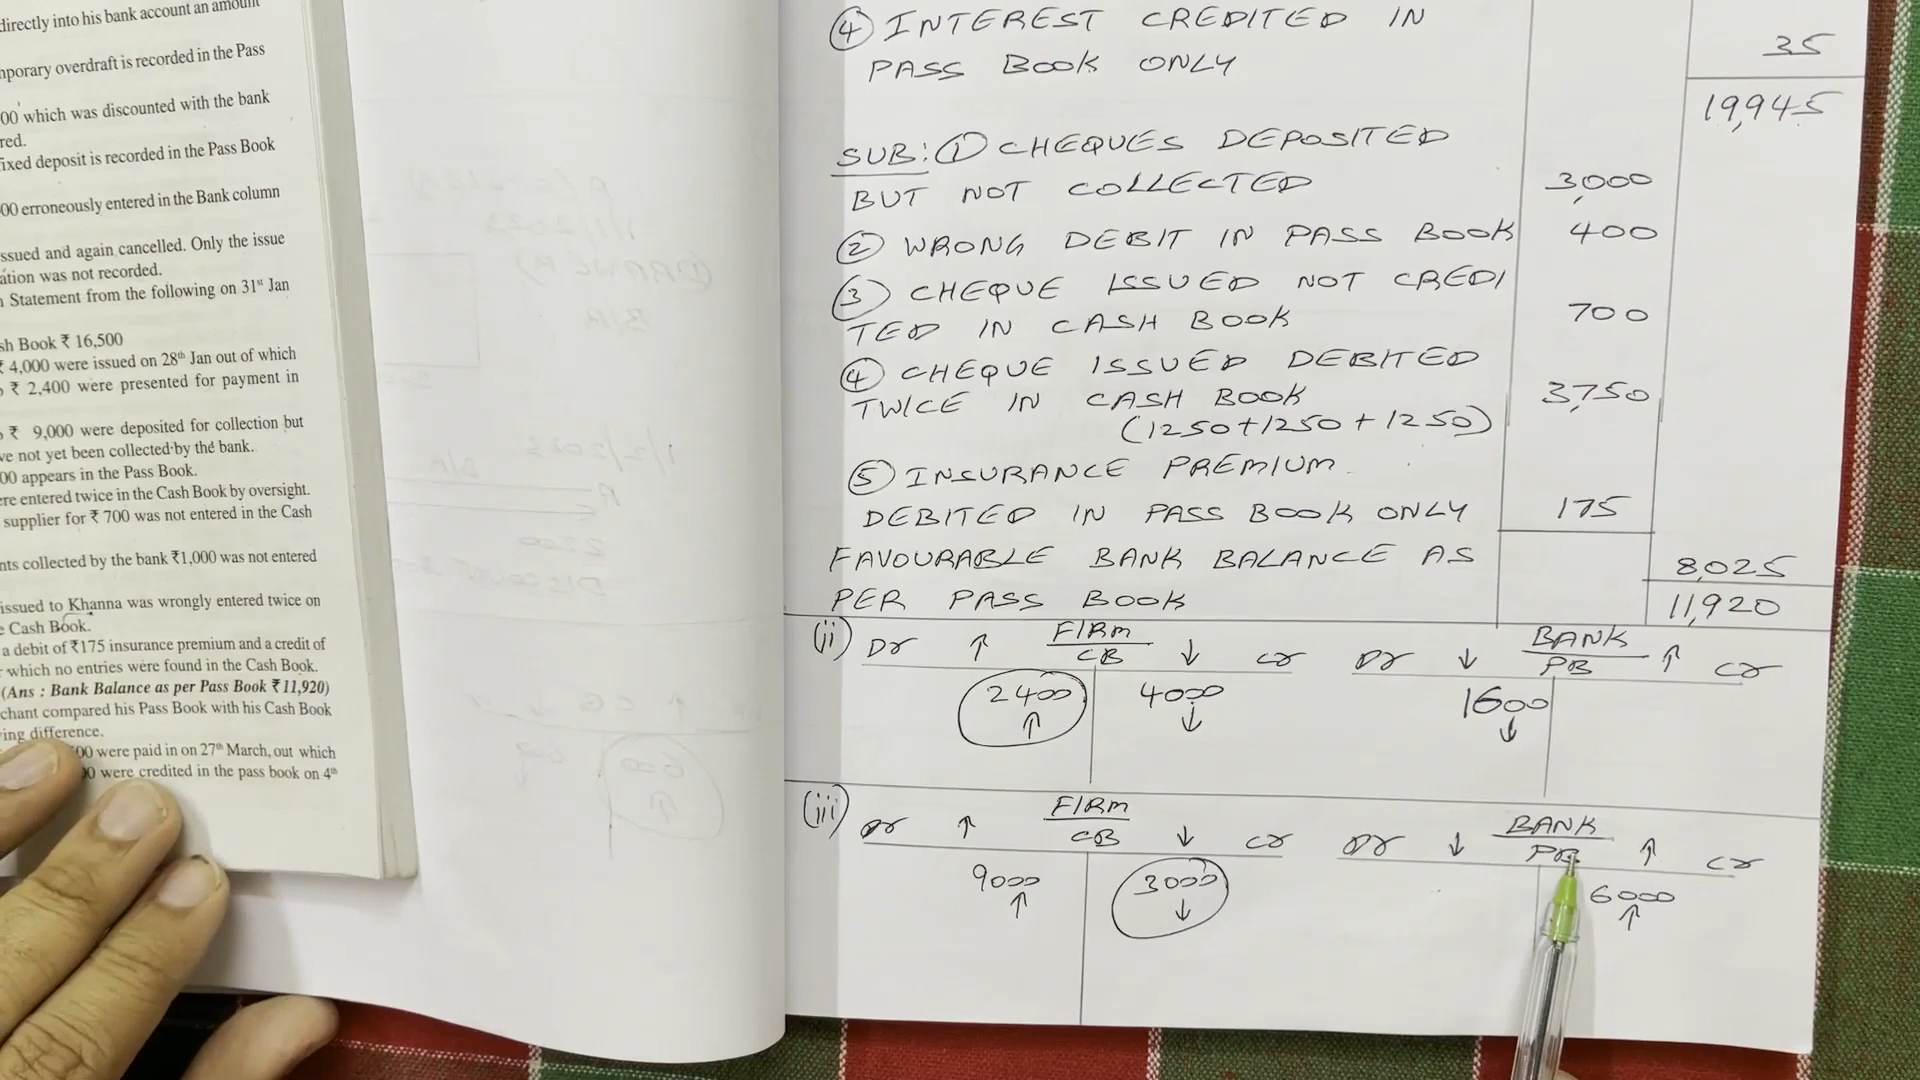 directly into his bank account an amount
nporary overdraft is recorded in the Pass
00 which was discounted with the bank
red.
fixed deposit is recorded in the Pass Book
00 erroneously entered in the Bank column
ssued and again cancelled. Only the issue
ation was not recorded.
n Statement from the following on 31st Jan
sh Book ₹ 16,500
₹ 4,000 were issued on 28th Jan out of which
₹ 2,400 were presented for payment in
₹ 9,000 were deposited for collection but
ve not yet been collected by the bank.
00 appears in the Pass Book.
ere entered twice in the Cash Book by oversight.
supplier for ₹ 700 was not entered in the Cash
nts collected by the bank ₹1,000 was not entered
issued to Khanna was wrongly entered twice on
e Cash Book.
a debit of ₹175 insurance premium and a credit of
which no entries were found in the Cash Book.
(Ans : Bank Balance as per Pass Book ₹ 11,920)
chant compared his Pass Book with his Cash Book
ing difference.
00 were paid in on 27th March, out which
00 were credited in the pass book on 4th
④ INTEREST CREDITED IN
PASS BOOK ONLY 35
19,945
SUB: ① CHEQUES DEPOSITED
BUT NOT COLLECTED 3,000
② WRONG DEBIT IN PASS BOOK 400
③ CHEQUE ISSUED NOT CREDI
TED IN CASH BOOK 700
④ CHEQUE ISSUED DEBITED
TWICE IN CASH BOOK 3,750
(1250+1250+1250)
⑤ INSURANCE PREMIUM
DEBITED IN PASS BOOK ONLY 175
FAVOURABLE BANK BALANCE AS 8,025
PER PASS BOOK 11,920
(ii) Dr ↑ FIRM ↓ Cr Dr ↓ BANK ↑ Cr
CB PB
2400 4000 1600
↑ ↓ ↓
(iii) Dr ↑ FIRM ↓ Cr Dr ↓ BANK ↑ Cr
CB PB
9000 3000 6000
↑ ↓ ↑